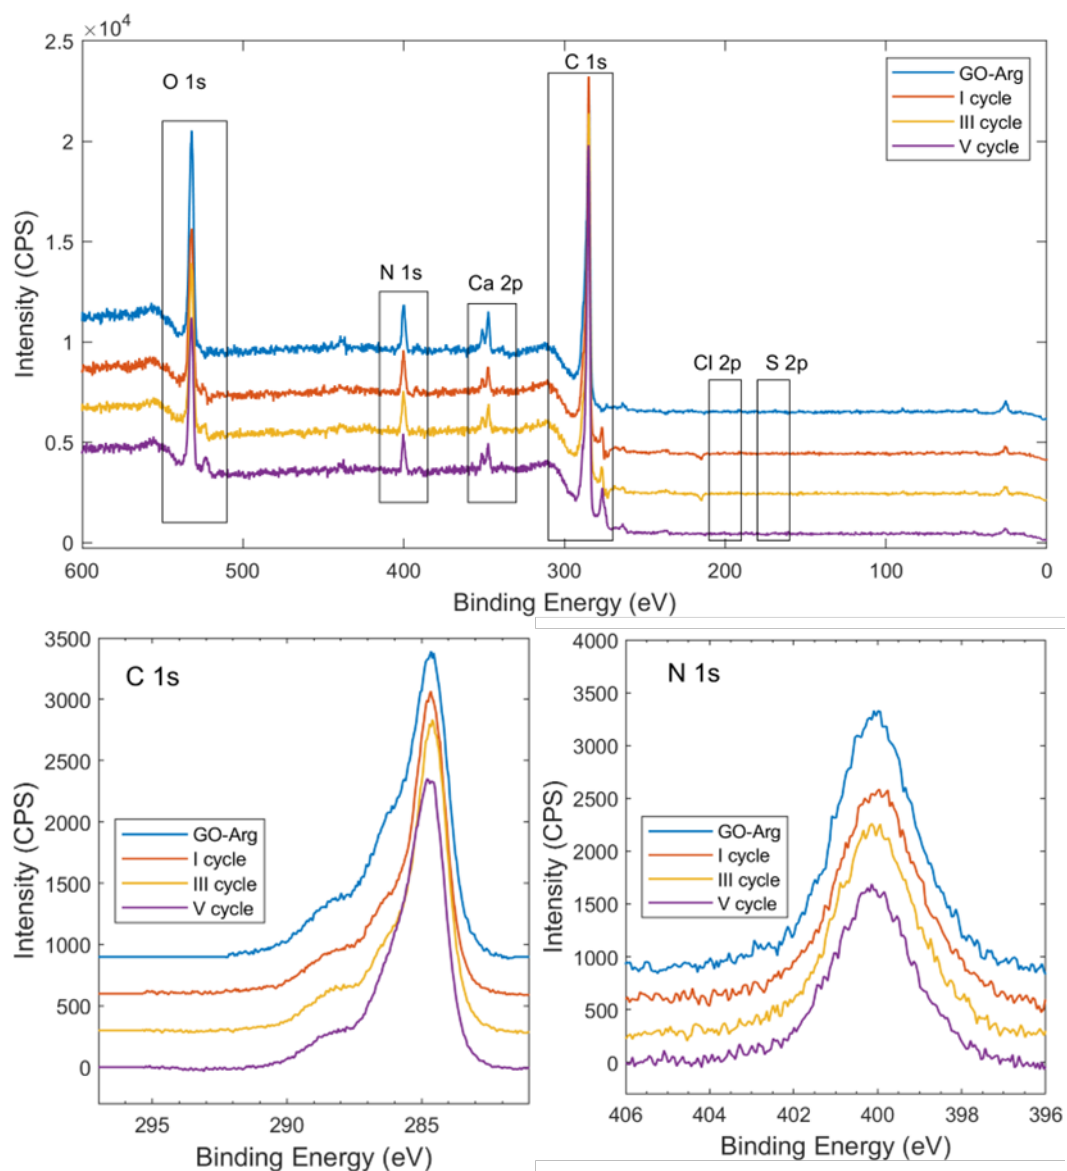 ×10⁴
2.5
2
1.5
1
0.5
0
Intensity (CPS)
O 1s
N 1s
Ca 2p
C 1s
Cl 2p
S 2p
GO-Arg
I cycle
III cycle
V cycle
600 500 400 300 200 100 0
Binding Energy (eV)
C 1s
3500
3000
2500
2000
1500
1000
500
0
Intensity (CPS)
GO-Arg
I cycle
III cycle
V cycle
295 290 285
Binding Energy (eV)
N 1s
4000
3500
3000
2500
2000
1500
1000
500
0
Intensity (CPS)
GO-Arg
I cycle
III cycle
V cycle
406 404 402 400 398 396
Binding Energy (eV)